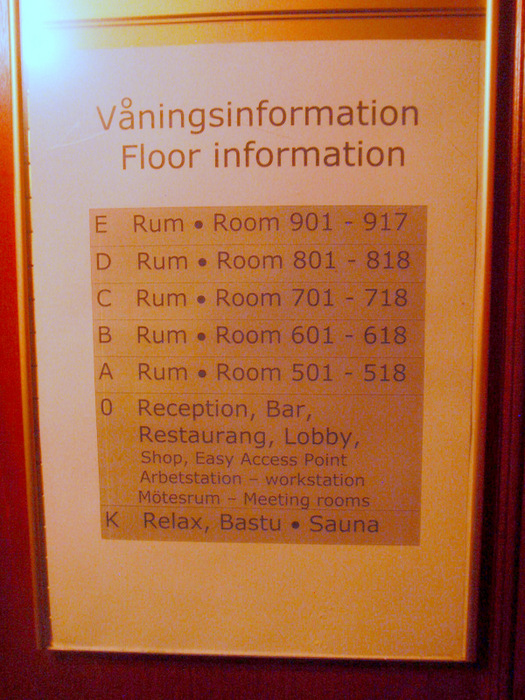 Våningsinformation
Floor information
E Rum • Room 901 - 917
D Rum • Room 801 - 818
C Rum • Room 701 - 718
B Rum • Room 601 - 618
A Rum • Room 501 - 518
0 Reception, Bar,
Restaurang, Lobby,
Shop, Easy Access Point
Arbetstation – workstation
Mötesrum – Meeting rooms
K Relax, Bastu • Sauna